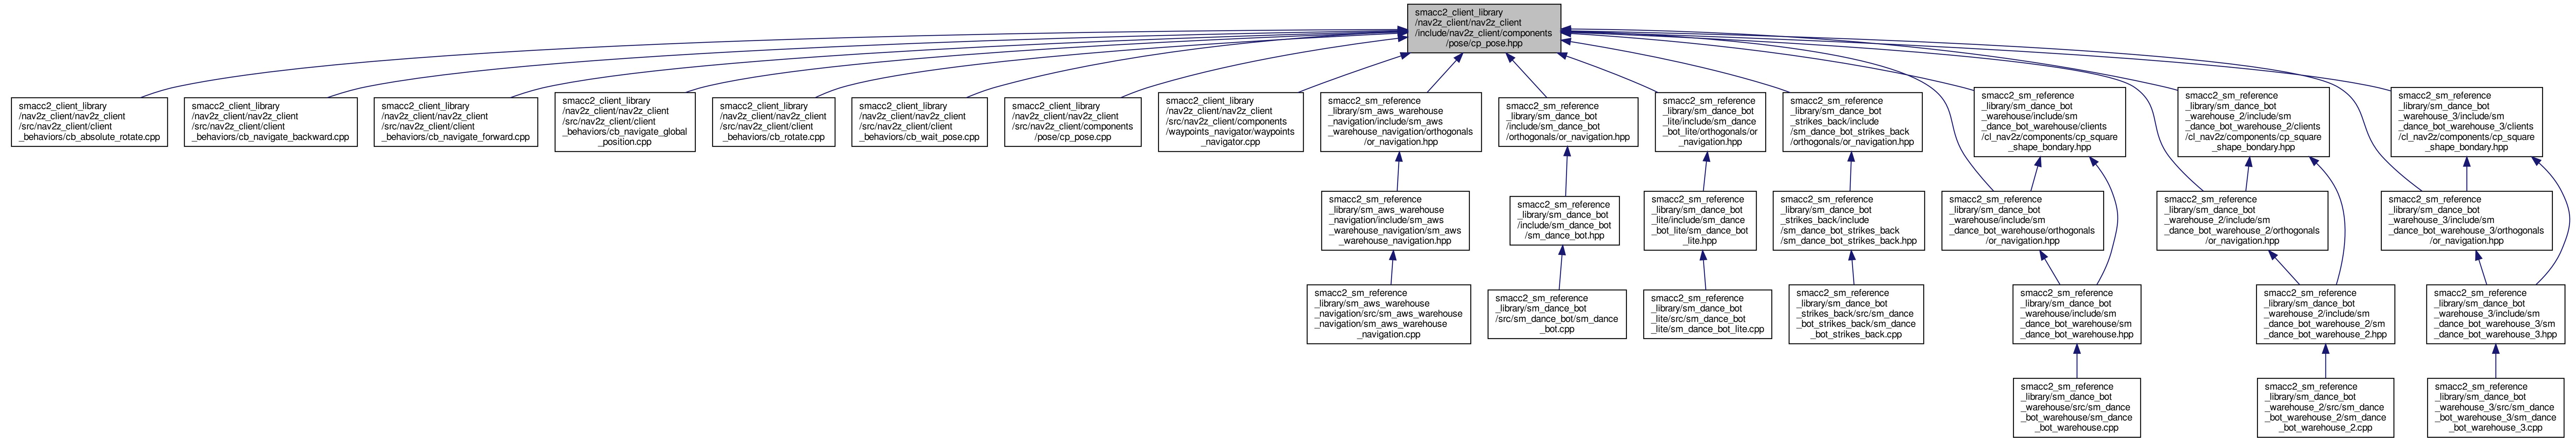 smacc2_client_library
/nav2z_client/nav2z_client
/include/nav2z_client/components
/pose/cp_pose.hpp
smacc2_client_library
/nav2z_client/nav2z_client
/src/nav2z_client/client
_behaviors/cb_absolute_rotate.cpp
smacc2_client_library
/nav2z_client/nav2z_client
/src/nav2z_client/client
_behaviors/cb_navigate_backward.cpp
smacc2_client_library
/nav2z_client/nav2z_client
/src/nav2z_client/client
_behaviors/cb_navigate_forward.cpp
smacc2_client_library
/nav2z_client/nav2z_client
/src/nav2z_client/client
_behaviors/cb_navigate_global
_position.cpp
smacc2_client_library
/nav2z_client/nav2z_client
/src/nav2z_client/client
_behaviors/cb_rotate.cpp
smacc2_client_library
/nav2z_client/nav2z_client
/src/nav2z_client/client
_behaviors/cb_wait_pose.cpp
smacc2_client_library
/nav2z_client/nav2z_client
/src/nav2z_client/components
/pose/cp_pose.cpp
smacc2_client_library
/nav2z_client/nav2z_client
/src/nav2z_client/components
/waypoints_navigator/waypoints
_navigator.cpp
smacc2_sm_reference
_library/sm_aws_warehouse
_navigation/include/sm_aws
_warehouse_navigation/orthogonals
/or_navigation.hpp
smacc2_sm_reference
_library/sm_dance_bot
/include/sm_dance_bot
/orthogonals/or_navigation.hpp
smacc2_sm_reference
_library/sm_dance_bot
_lite/include/sm_dance
_bot_lite/orthogonals/or
_navigation.hpp
smacc2_sm_reference
_library/sm_dance_bot
_strikes_back/include
/sm_dance_bot_strikes_back
/orthogonals/or_navigation.hpp
smacc2_sm_reference
_library/sm_dance_bot
_warehouse/include/sm
_dance_bot_warehouse/clients
/cl_nav2z/components/cp_square
_shape_bondary.hpp
smacc2_sm_reference
_library/sm_dance_bot
_warehouse_2/include/sm
_dance_bot_warehouse_2/clients
/cl_nav2z/components/cp_square
_shape_bondary.hpp
smacc2_sm_reference
_library/sm_dance_bot
_warehouse_3/include/sm
_dance_bot_warehouse_3/clients
/cl_nav2z/components/cp_square
_shape_bondary.hpp
smacc2_sm_reference
_library/sm_aws_warehouse
_navigation/include/sm_aws
_warehouse_navigation/sm_aws
_warehouse_navigation.hpp
smacc2_sm_reference
_library/sm_dance_bot
/include/sm_dance_bot
/sm_dance_bot.hpp
smacc2_sm_reference
_library/sm_dance_bot
_lite/include/sm_dance
_bot_lite/sm_dance_bot
_lite.hpp
smacc2_sm_reference
_library/sm_dance_bot
_strikes_back/include
/sm_dance_bot_strikes_back
/sm_dance_bot_strikes_back.hpp
smacc2_sm_reference
_library/sm_dance_bot
_warehouse/include/sm
_dance_bot_warehouse/orthogonals
/or_navigation.hpp
smacc2_sm_reference
_library/sm_dance_bot
_warehouse_2/include/sm
_dance_bot_warehouse_2/orthogonals
/or_navigation.hpp
smacc2_sm_reference
_library/sm_dance_bot
_warehouse_3/include/sm
_dance_bot_warehouse_3/orthogonals
/or_navigation.hpp
smacc2_sm_reference
_library/sm_aws_warehouse
_navigation/src/sm_aws_warehouse
_navigation/sm_aws_warehouse
_navigation.cpp
smacc2_sm_reference
_library/sm_dance_bot
/src/sm_dance_bot/sm_dance
_bot.cpp
smacc2_sm_reference
_library/sm_dance_bot
_lite/src/sm_dance_bot
_lite/sm_dance_bot_lite.cpp
smacc2_sm_reference
_library/sm_dance_bot
_strikes_back/src/sm_dance
_bot_strikes_back/sm_dance
_bot_strikes_back.cpp
smacc2_sm_reference
_library/sm_dance_bot
_warehouse/include/sm
_dance_bot_warehouse/sm
_dance_bot_warehouse.hpp
smacc2_sm_reference
_library/sm_dance_bot
_warehouse_2/include/sm
_dance_bot_warehouse_2/sm
_dance_bot_warehouse_2.hpp
smacc2_sm_reference
_library/sm_dance_bot
_warehouse_3/include/sm
_dance_bot_warehouse_3/sm
_dance_bot_warehouse_3.hpp
smacc2_sm_reference
_library/sm_dance_bot
_warehouse/src/sm_dance
_bot_warehouse/sm_dance
_bot_warehouse.cpp
smacc2_sm_reference
_library/sm_dance_bot
_warehouse_2/src/sm_dance
_bot_warehouse_2/sm_dance
_bot_warehouse_2.cpp
smacc2_sm_reference
_library/sm_dance_bot
_warehouse_3/src/sm_dance
_bot_warehouse_3/sm_dance
_bot_warehouse_3.cpp